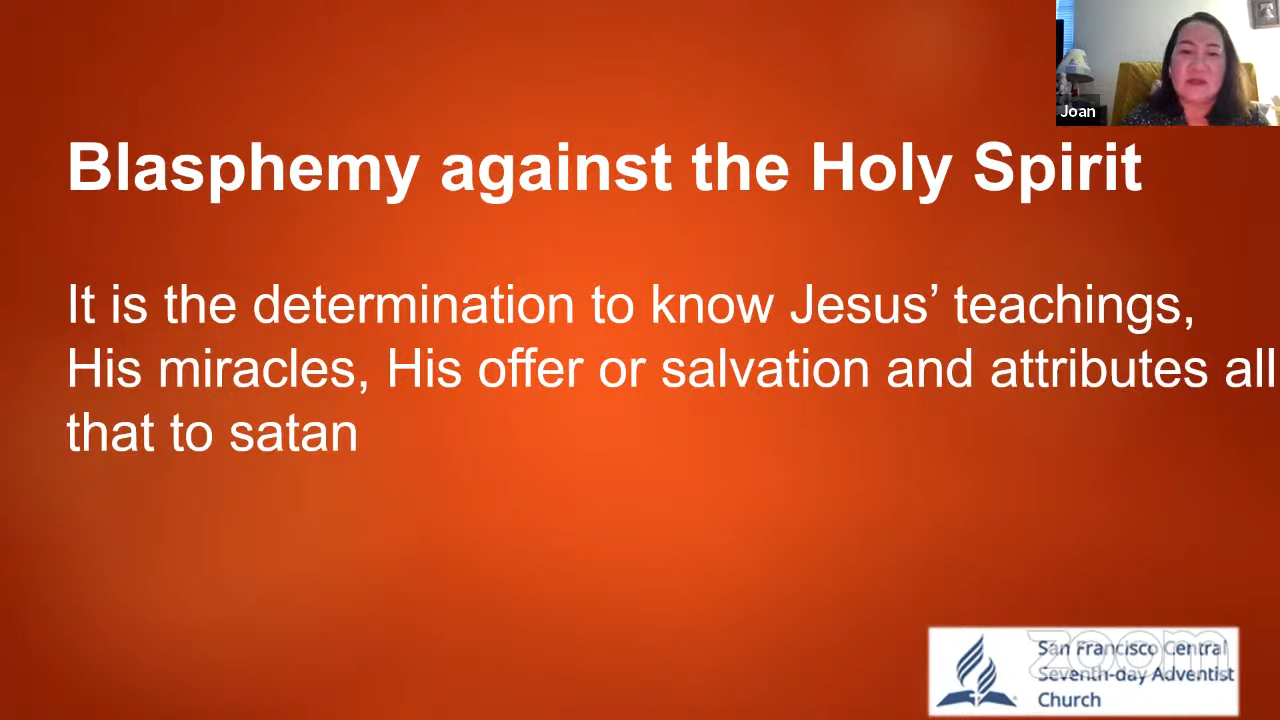 Joan
Blasphemy against the Holy Spirit
It is the determination to know Jesus’ teachings,
His miracles, His offer or salvation and attributes all
that to satan
zoom
San Francisco Central
Seventh-day Adventist
Church